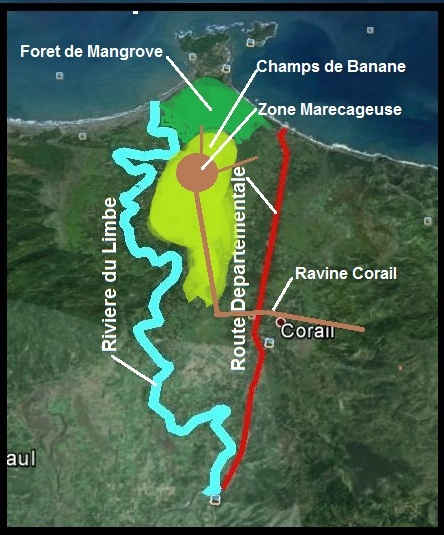 Foret de Mangrove
Champs de Banane
Zone Marecageuse
Riviere du Limbe
Route Departementale
Ravine Corail
Corail
aul